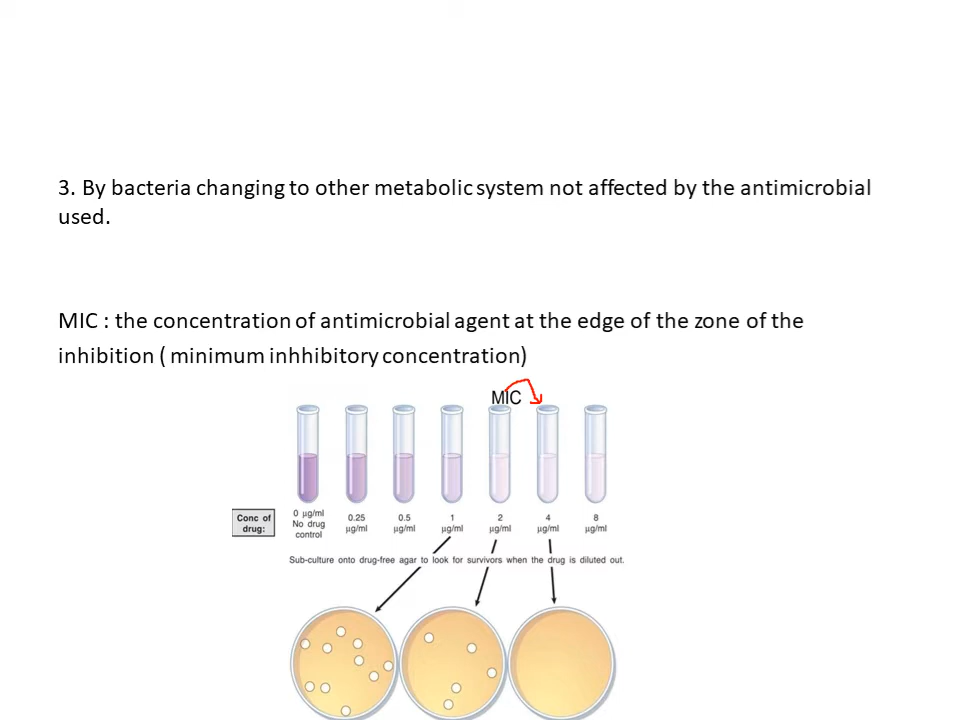 3. By bacteria changing to other metabolic system not affected by the antimicrobial
used.
MIC : the concentration of antimicrobial agent at the edge of the zone of the
inhibition ( minimum inhhibitory concentration)
MIC
Conc of
drug:
0 µg/ml
No drug
control
0.25
µg/ml
0.5
µg/ml
1
µg/ml
2
µg/ml
4
µg/ml
8
µg/ml
Sub-culture onto drug-free agar to look for survivors when the drug is diluted out.